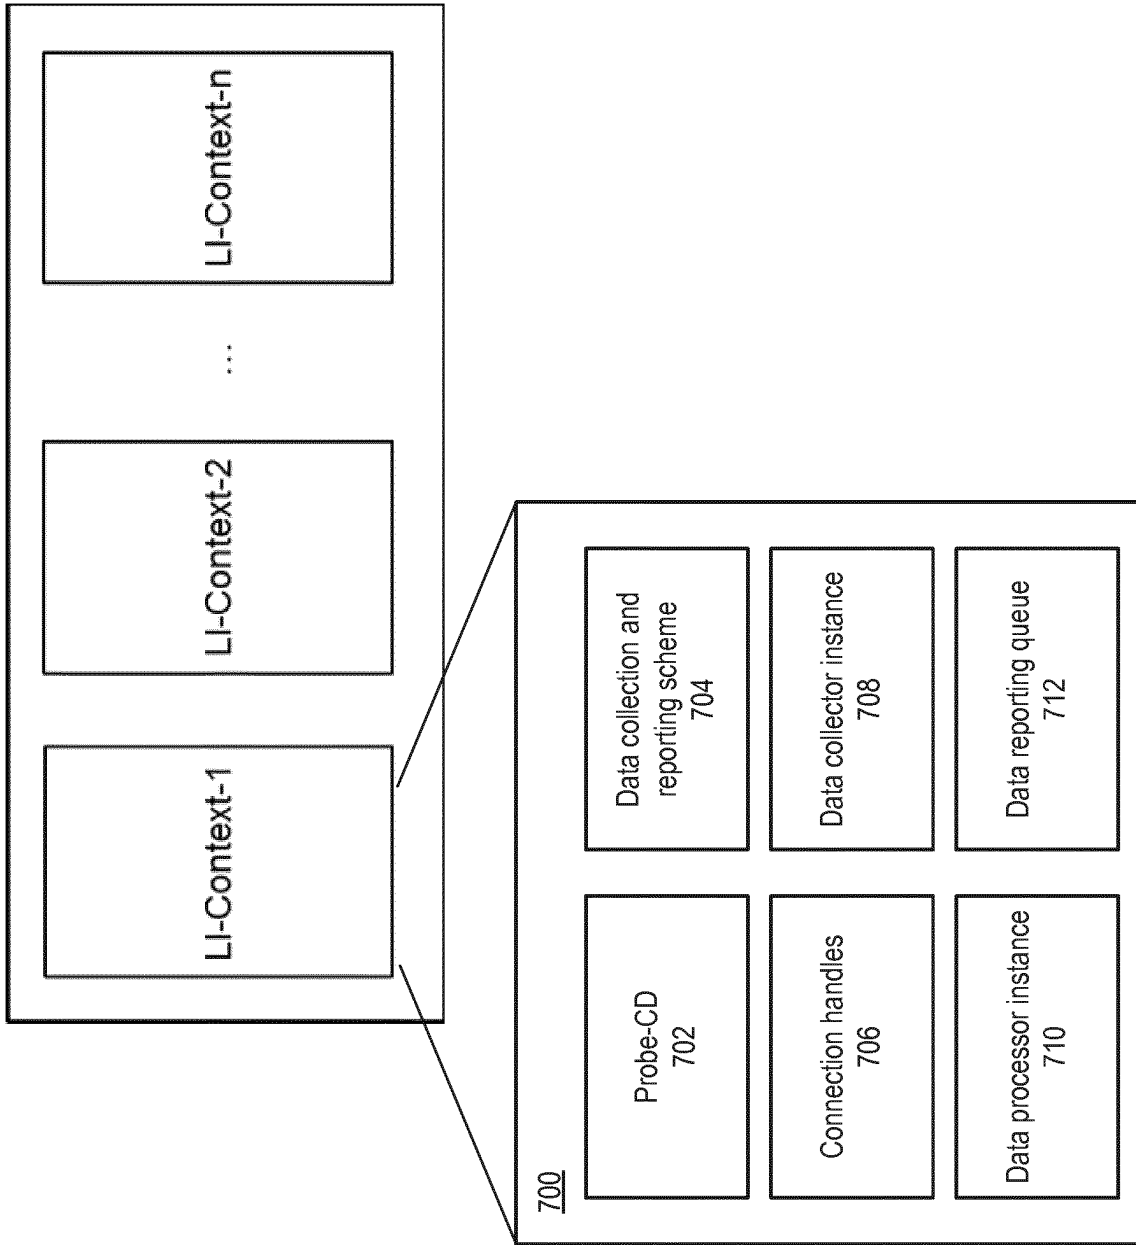 LI-Context-1
LI-Context-2
...
LI-Context-n
700
Probe-CD
702
Data collection and
reporting scheme
704
Connection handles
706
Data collector instance
708
Data processor instance
710
Data reporting queue
712